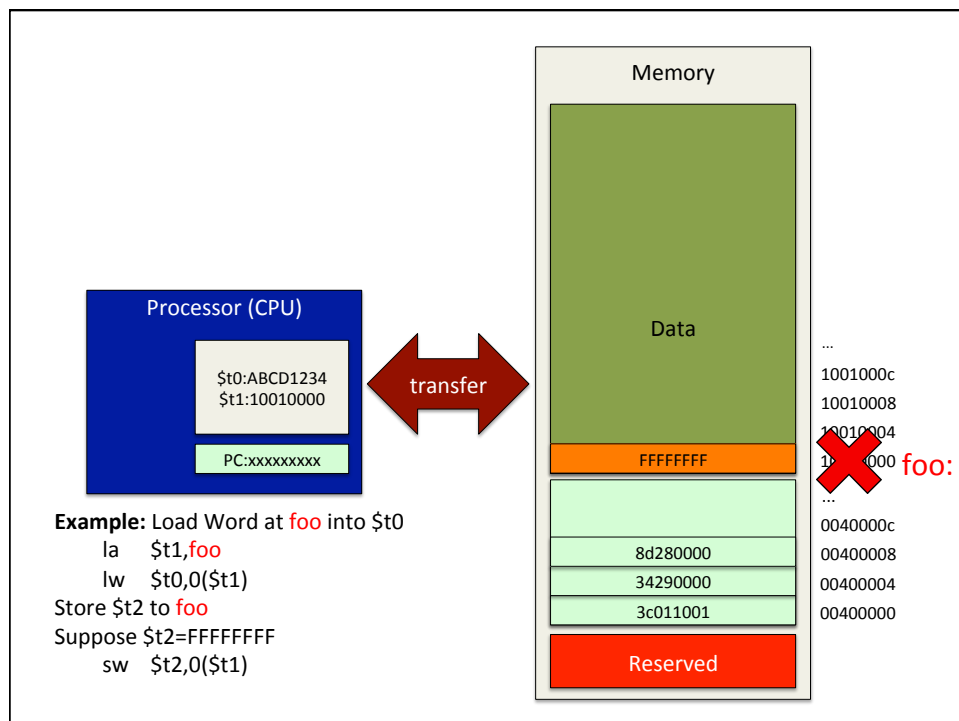 Memory
Data
Processor (CPU)
$t0:ABCD1234
$t1:10010000
PC:xxxxxxxxx
transfer
FFFFFFFF
8d280000
34290000
3c011001
Reserved
...
1001000c
10010008
10010004
foo:
...
0040000c
00400008
00400004
00400000
Example: Load Word at foo into $t0
la $t1,foo
lw $t0,0($t1)
Store $t2 to foo
Suppose $t2=FFFFFFFF
sw $t2,0($t1)